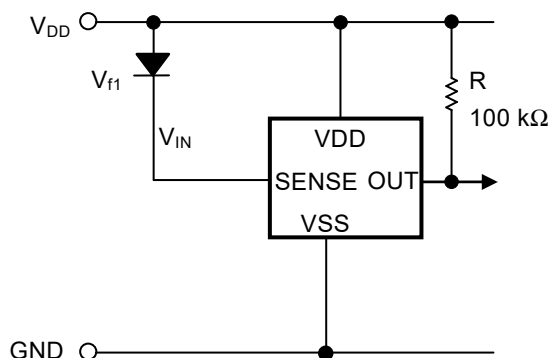 VDD
Vf1
VIN
R
100 kΩ
VDD
SENSE OUT
VSS
GND